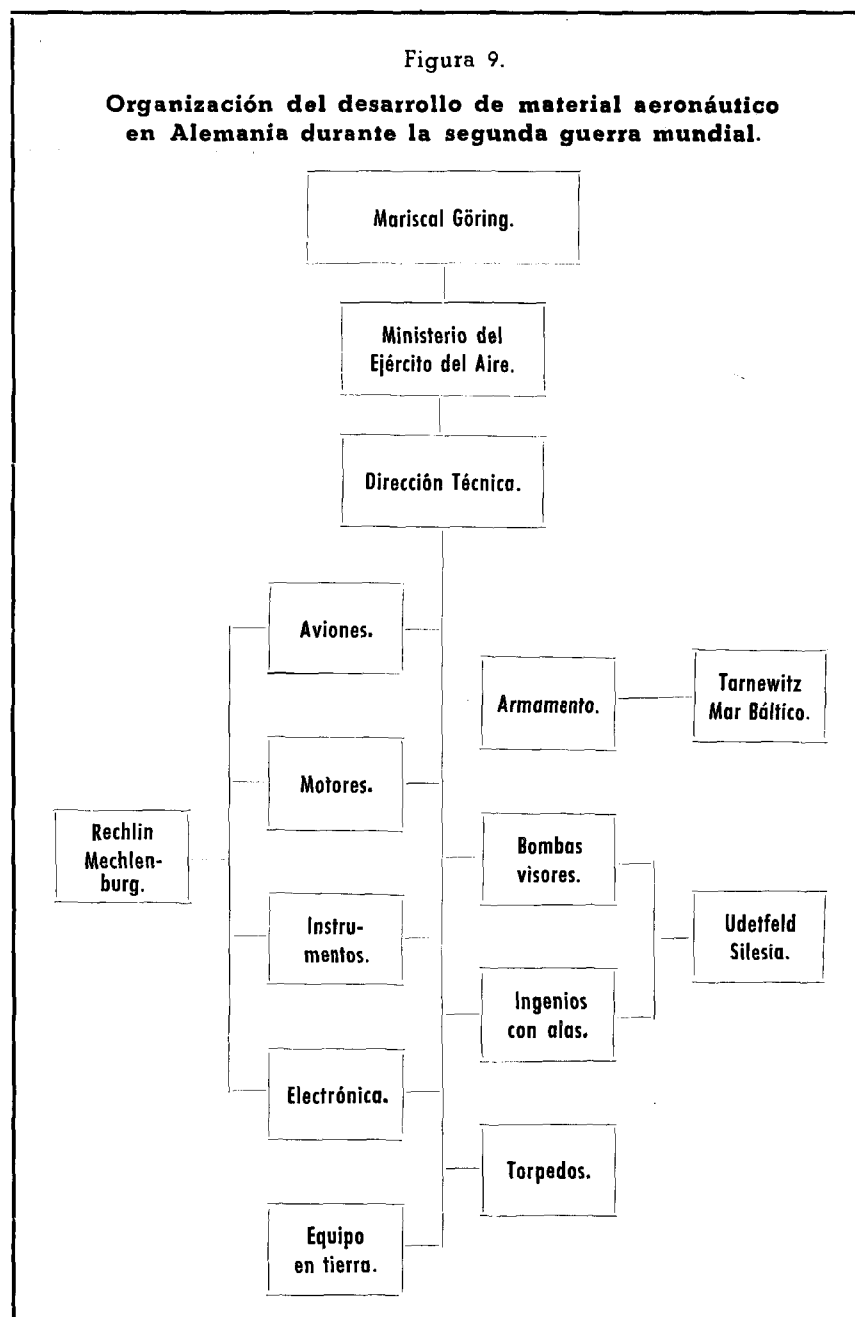 Figura 9.
Organización del desarrollo de material aeronáutico
en Alemania durante la segunda guerra mundial.
Mariscal Göring.
Ministerio del
Ejército del Aire.
Dirección Técnica.
Aviones.
Armamento.
Tarnewitz
Mar Báltico.
Motores.
Rechlin
Mechlen-
burg.
Bombas
visores.
Instru-
mentos.
Udetfeld
Silesia.
Ingenios
con alas.
Electrónica.
Torpedos.
Equipo
en tierra.